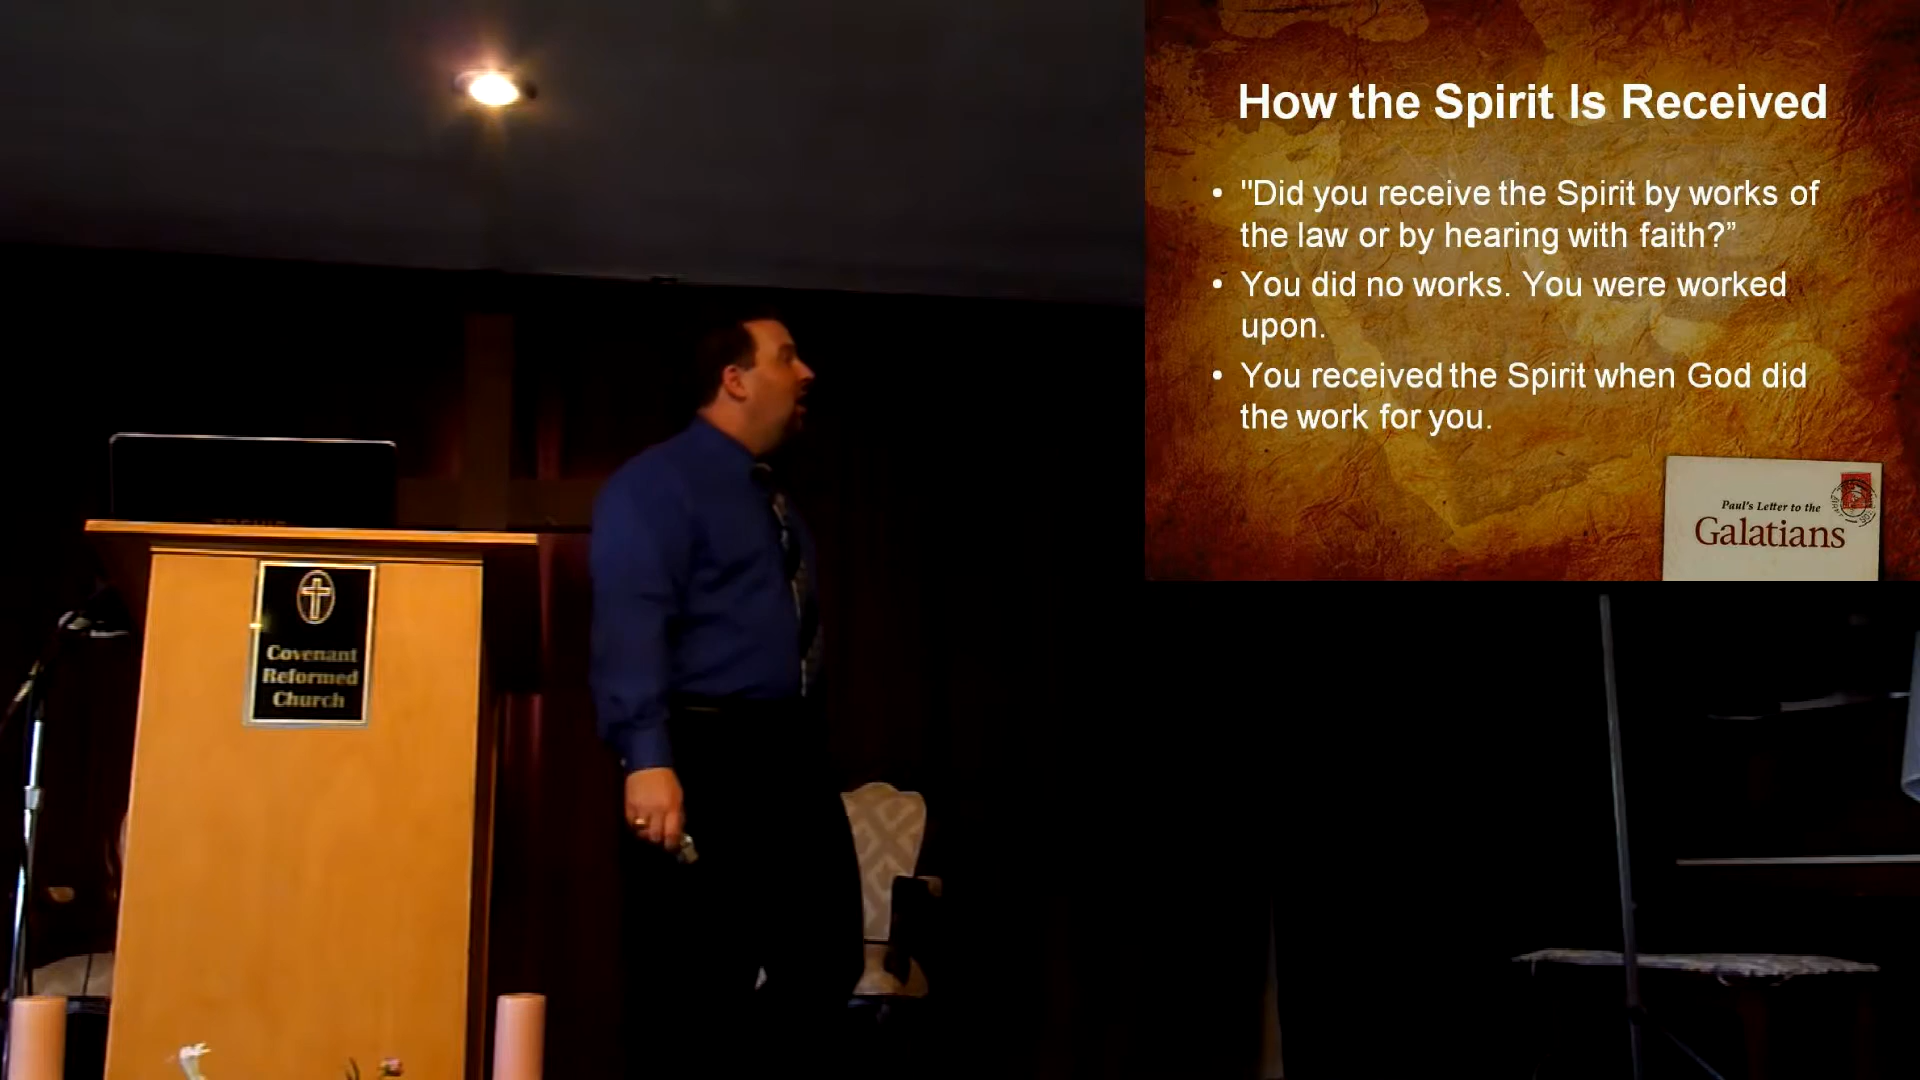 How the Spirit Is Received
• "Did you receive the Spirit by works of
the law or by hearing with faith?”
• You did no works. You were worked
upon.
• You received the Spirit when God did
the work for you.
Paul's Letter to the
Galatians
Covenant
Reformed
Church